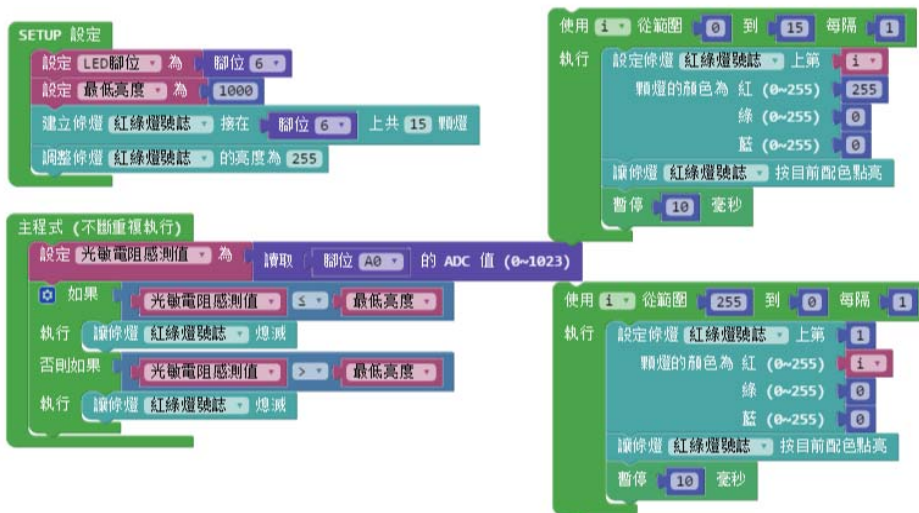 SETUP 設定
設定 LED腳位 為 腳位 6
設定 最低亮度 為 1000
建立條燈 紅綠燈號誌 接在 腳位 6 上共 15 顆燈
調整條燈 紅綠燈號誌 的亮度為 255
主程式 (不斷重複執行)
設定 光敏電阻感測值 為 讀取 腳位 A0 的 ADC 值 (0~1023)
如果 光敏電阻感測值 ≤ 最低亮度
執行 讓條燈 紅綠燈號誌 熄滅
否則如果 光敏電阻感測值 > 最低亮度
執行 讓條燈 紅綠燈號誌 熄滅
使用 i 從範圍 0 到 15 每隔 1
執行 設定條燈 紅綠燈號誌 上第 i
顆燈的顏色為 紅 (0~255) 255
綠 (0~255) 0
藍 (0~255) 0
讓條燈 紅綠燈號誌 按目前配色點亮
暫停 10 毫秒
使用 i 從範圍 255 到 0 每隔 1
執行 設定條燈 紅綠燈號誌 上第 1
顆燈的顏色為 紅 (0~255) i
綠 (0~255) 0
藍 (0~255) 0
讓條燈 紅綠燈號誌 按目前配色點亮
暫停 10 毫秒